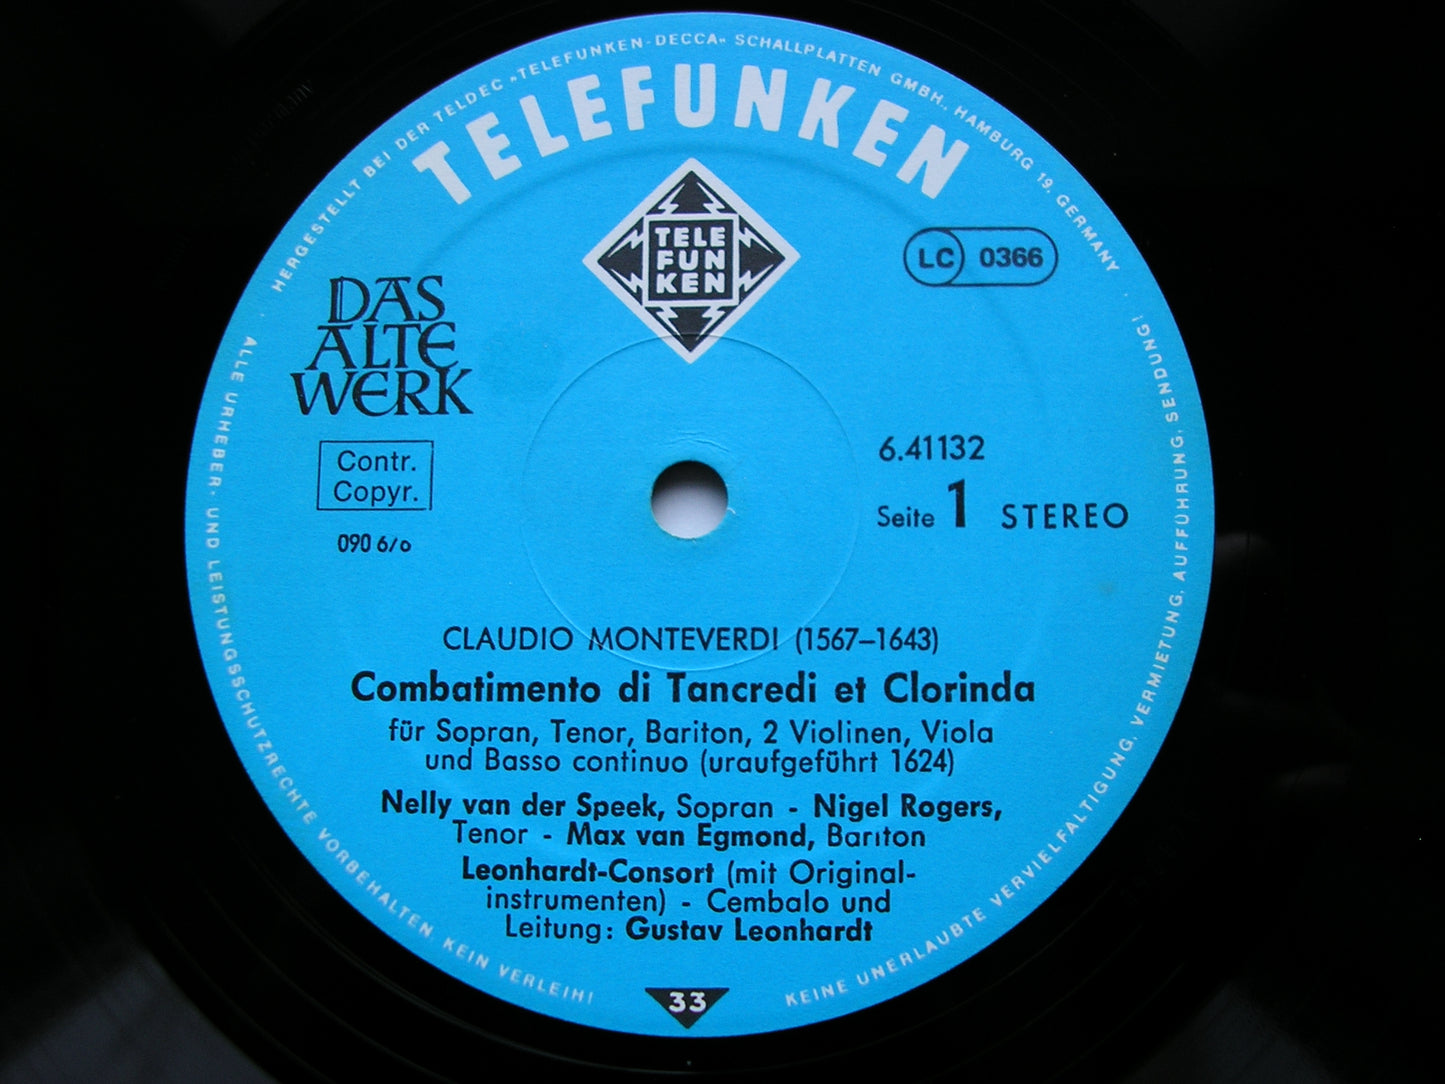 HERGESTELLT BEI DER TELDEC »TELEFUNKEN-DECCA« SCHALLPLATTEN GMBH., HAMBURG 19, GERMANY
TELEFUNKEN
TELE
FUN
KEN
LC 0366
DAS
ALTE
WERK
Contr.
Copyr.
090 6/o
6.41132
Seite 1 STEREO
CLAUDIO MONTEVERDI (1567–1643)
Combatimento di Tancredi et Clorinda
für Sopran, Tenor, Bariton, 2 Violinen, Viola
und Basso continuo (uraufgeführt 1624)
Nelly van der Speek, Sopran - Nigel Rogers,
Tenor - Max van Egmond, Bariton
Leonhardt-Consort (mit Original-
instrumenten) - Cembalo und
Leitung: Gustav Leonhardt
33
ALLE URHEBER- UND LEISTUNGSSCHUTZRECHTE VORBEHALTEN KEIN VERLEIH!
KEINE UNERLAUBTE VERVIELFALTIGUNG, VERMIETUNG, AUFFÜHRUNG, SENDUNG!